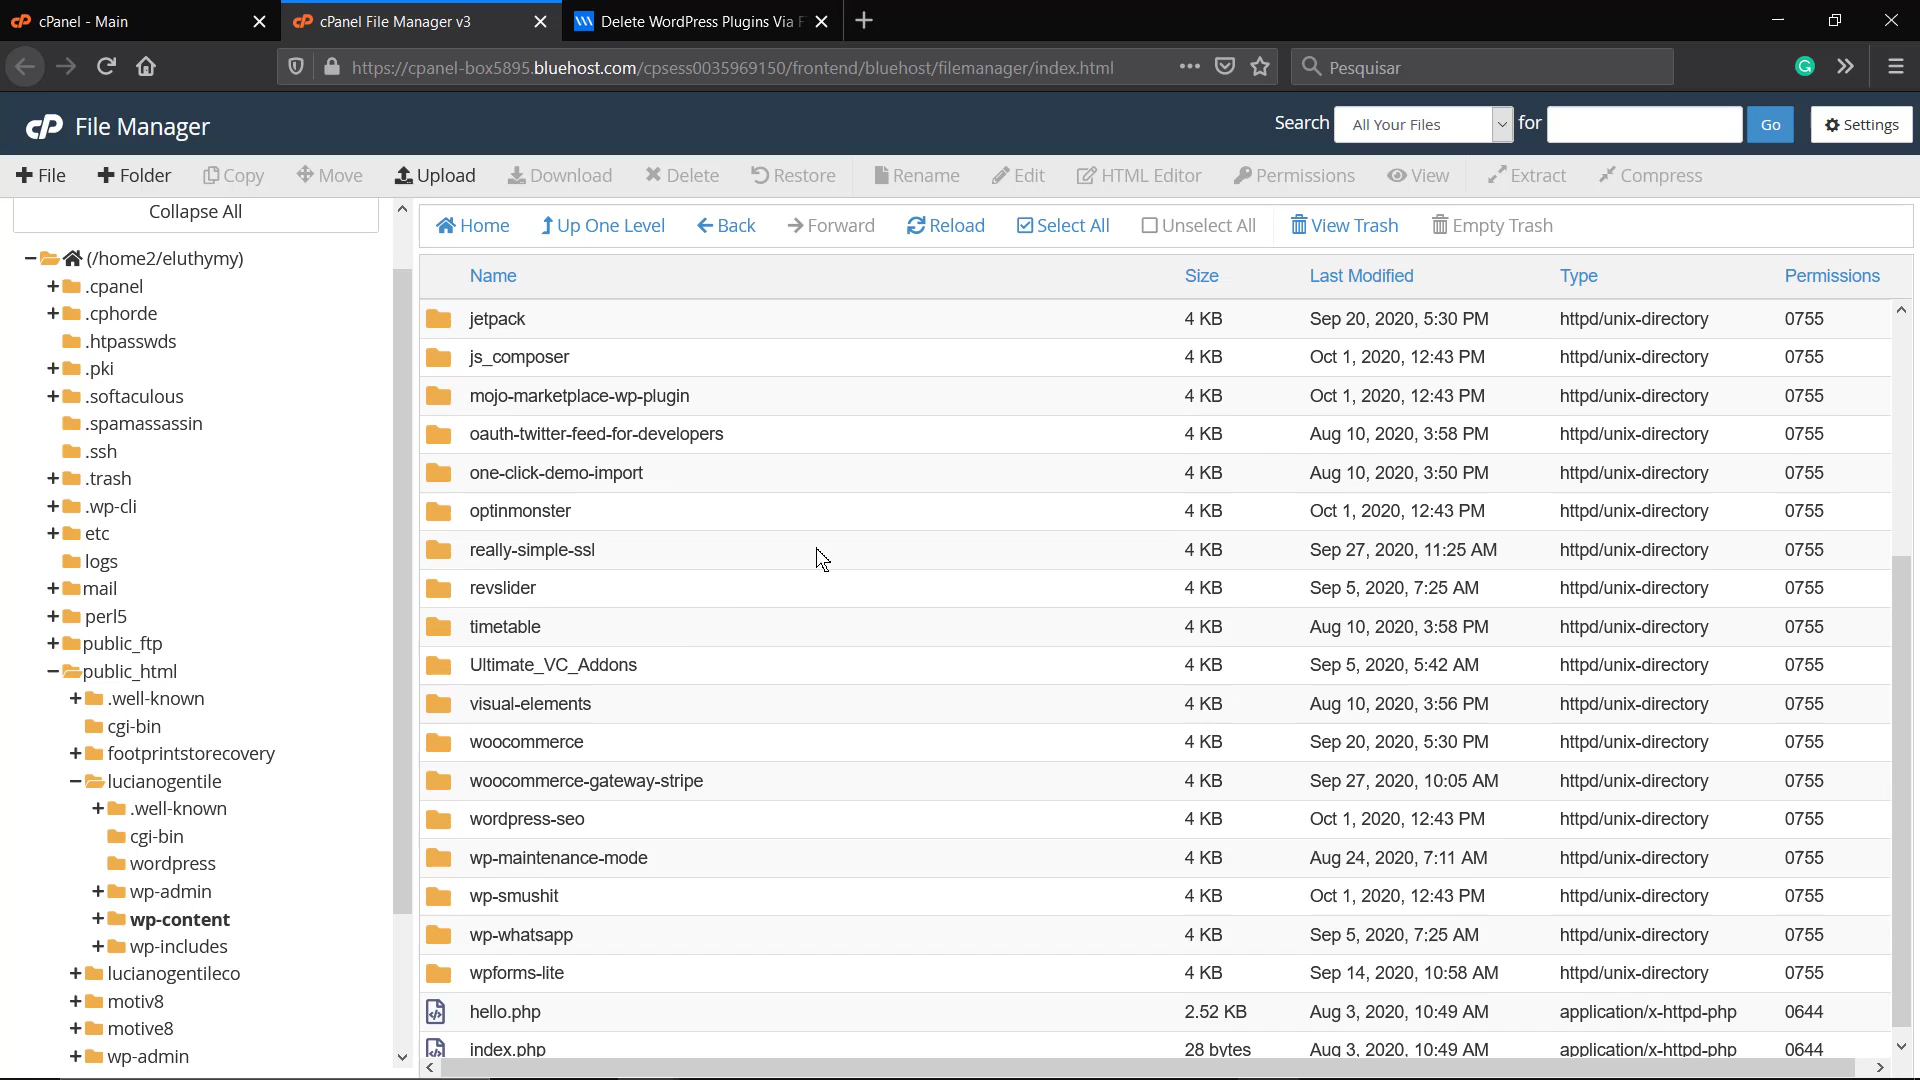 cPanel - Main
cPanel File Manager v3
Delete WordPress Plugins Via F
https://cpanel-box5895.bluehost.com/cpsess0035969150/frontend/bluehost/filemanager/index.html
Pesquisar
cP File Manager
Search All Your Files for Go Settings
File Folder Copy Move Upload Download Delete Restore Rename Edit HTML Editor Permissions View Extract Compress
Collapse All
(/home2/eluthymy)
.cpanel
.cphorde
.htpasswds
.pki
.softaculous
.spamassassin
.ssh
.trash
.wp-cli
etc
logs
mail
perl5
public_ftp
public_html
.well-known
cgi-bin
footprintstorecovery
lucianogentile
.well-known
cgi-bin
wordpress
wp-admin
wp-content
wp-includes
lucianogentileco
motiv8
motive8
wp-admin
Home Up One Level Back Forward Reload Select All Unselect All View Trash Empty Trash
Name Size Last Modified Type Permissions
jetpack 4 KB Sep 20, 2020, 5:30 PM httpd/unix-directory 0755
js_composer 4 KB Oct 1, 2020, 12:43 PM httpd/unix-directory 0755
mojo-marketplace-wp-plugin 4 KB Oct 1, 2020, 12:43 PM httpd/unix-directory 0755
oauth-twitter-feed-for-developers 4 KB Aug 10, 2020, 3:58 PM httpd/unix-directory 0755
one-click-demo-import 4 KB Aug 10, 2020, 3:50 PM httpd/unix-directory 0755
optinmonster 4 KB Oct 1, 2020, 12:43 PM httpd/unix-directory 0755
really-simple-ssl 4 KB Sep 27, 2020, 11:25 AM httpd/unix-directory 0755
revslider 4 KB Sep 5, 2020, 7:25 AM httpd/unix-directory 0755
timetable 4 KB Aug 10, 2020, 3:58 PM httpd/unix-directory 0755
Ultimate_VC_Addons 4 KB Sep 5, 2020, 5:42 AM httpd/unix-directory 0755
visual-elements 4 KB Aug 10, 2020, 3:56 PM httpd/unix-directory 0755
woocommerce 4 KB Sep 20, 2020, 5:30 PM httpd/unix-directory 0755
woocommerce-gateway-stripe 4 KB Sep 27, 2020, 10:05 AM httpd/unix-directory 0755
wordpress-seo 4 KB Oct 1, 2020, 12:43 PM httpd/unix-directory 0755
wp-maintenance-mode 4 KB Aug 24, 2020, 7:11 AM httpd/unix-directory 0755
wp-smushit 4 KB Oct 1, 2020, 12:43 PM httpd/unix-directory 0755
wp-whatsapp 4 KB Sep 5, 2020, 7:25 AM httpd/unix-directory 0755
wpforms-lite 4 KB Sep 14, 2020, 10:58 AM httpd/unix-directory 0755
hello.php 2.52 KB Aug 3, 2020, 10:49 AM application/x-httpd-php 0644
index.php 28 bytes Aug 3, 2020, 10:49 AM application/x-httpd-php 0644